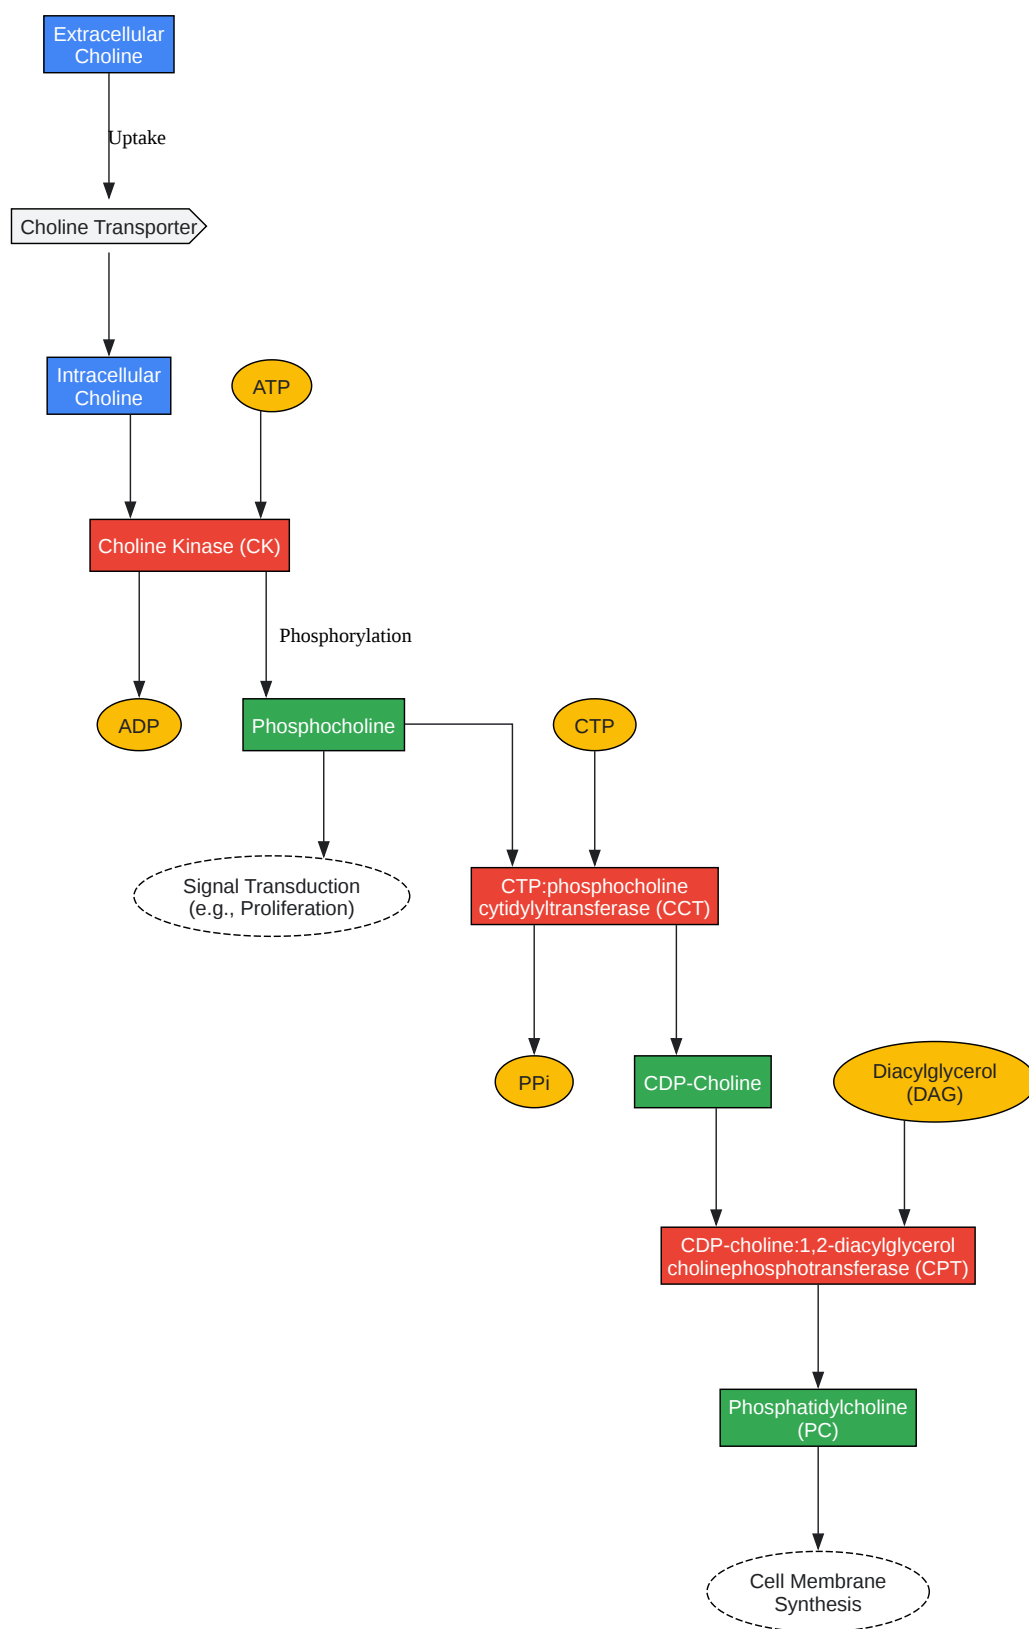 Extracellular
Choline
Uptake
Choline Transporter
Intracellular
Choline
ATP
Choline Kinase (CK)
Phosphorylation
ADP
Phosphocholine
CTP
Signal Transduction
(e.g., Proliferation)
CTP:phosphocholine
cytidylyltransferase (CCT)
PPi
CDP-Choline
Diacylglycerol
(DAG)
CDP-choline:1,2-diacylglycerol
cholinephosphotransferase (CPT)
Phosphatidylcholine
(PC)
Cell Membrane
Synthesis